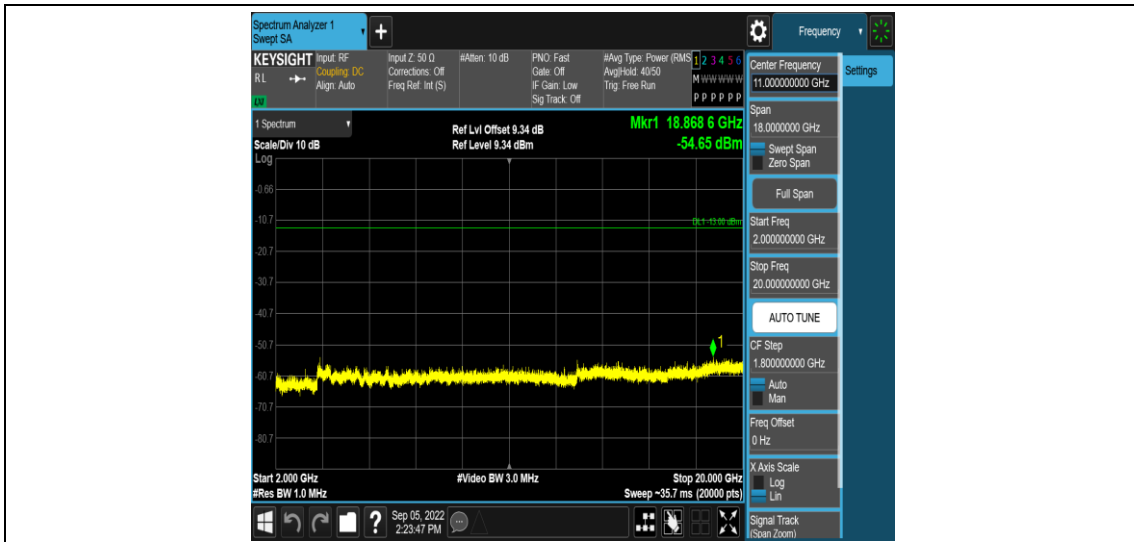 Spectrum Analyzer 1
Swept SA
+
Frequency
KEYSIGHT
RL
LXI
Input: RF
Coupling: DC
Align: Auto
Input Z: 50 Ω
Corrections: Off
Freq Ref: Int (S)
#Atten: 10 dB
PNO: Fast
Gate: Off
IF Gain: Low
Sig Track: Off
#Avg Type: Power (RMS
Avg|Hold: 40/50
Trig: Free Run
1 2 3 4 5 6
M W W W W W
P P P P P P
1 Spectrum
Scale/Div 10 dB
Ref Lvl Offset 9.34 dB
Ref Level 9.34 dBm
Mkr1 18.868 6 GHz
-54.65 dBm
Log
-0.66
-10.7
DL1 -13.00 dBm
-20.7
-30.7
-40.7
-50.7
1
-60.7
-70.7
-80.7
Start 2.000 GHz
#Res BW 1.0 MHz
#Video BW 3.0 MHz
Stop 20.000 GHz
Sweep ~35.7 ms (20000 pts)
Center Frequency
11.000000000 GHz
Settings
Span
18.0000000 GHz
Swept Span
Zero Span
Full Span
Start Freq
2.000000000 GHz
Stop Freq
20.000000000 GHz
AUTO TUNE
CF Step
1.800000000 GHz
Auto
Man
Freq Offset
0 Hz
X Axis Scale
Log
Lin
Signal Track
(Span Zoom)
?
Sep 05, 2022
2:23:47 PM